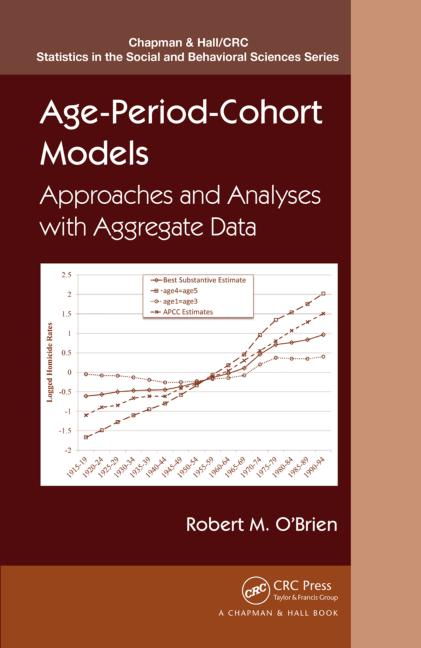 Chapman & Hall/CRC
Statistics in the Social and Behavioral Sciences Series
Age-Period-Cohort
Models
Approaches and Analyses
with Aggregate Data
2.5
2
1.5
1
0.5
0
-0.5
-1
-1.5
-2
Logged Homicide Rates
Best Substantive Estimate
age4=age5
age1=age3
APCC Estimates
1915-19
1920-24
1925-29
1930-34
1935-39
1940-44
1945-49
1950-54
1955-59
1960-64
1965-69
1970-74
1975-79
1980-84
1985-89
1990-94
Robert M. O'Brien
CRC
CRC Press
Taylor & Francis Group
A CHAPMAN & HALL BOOK